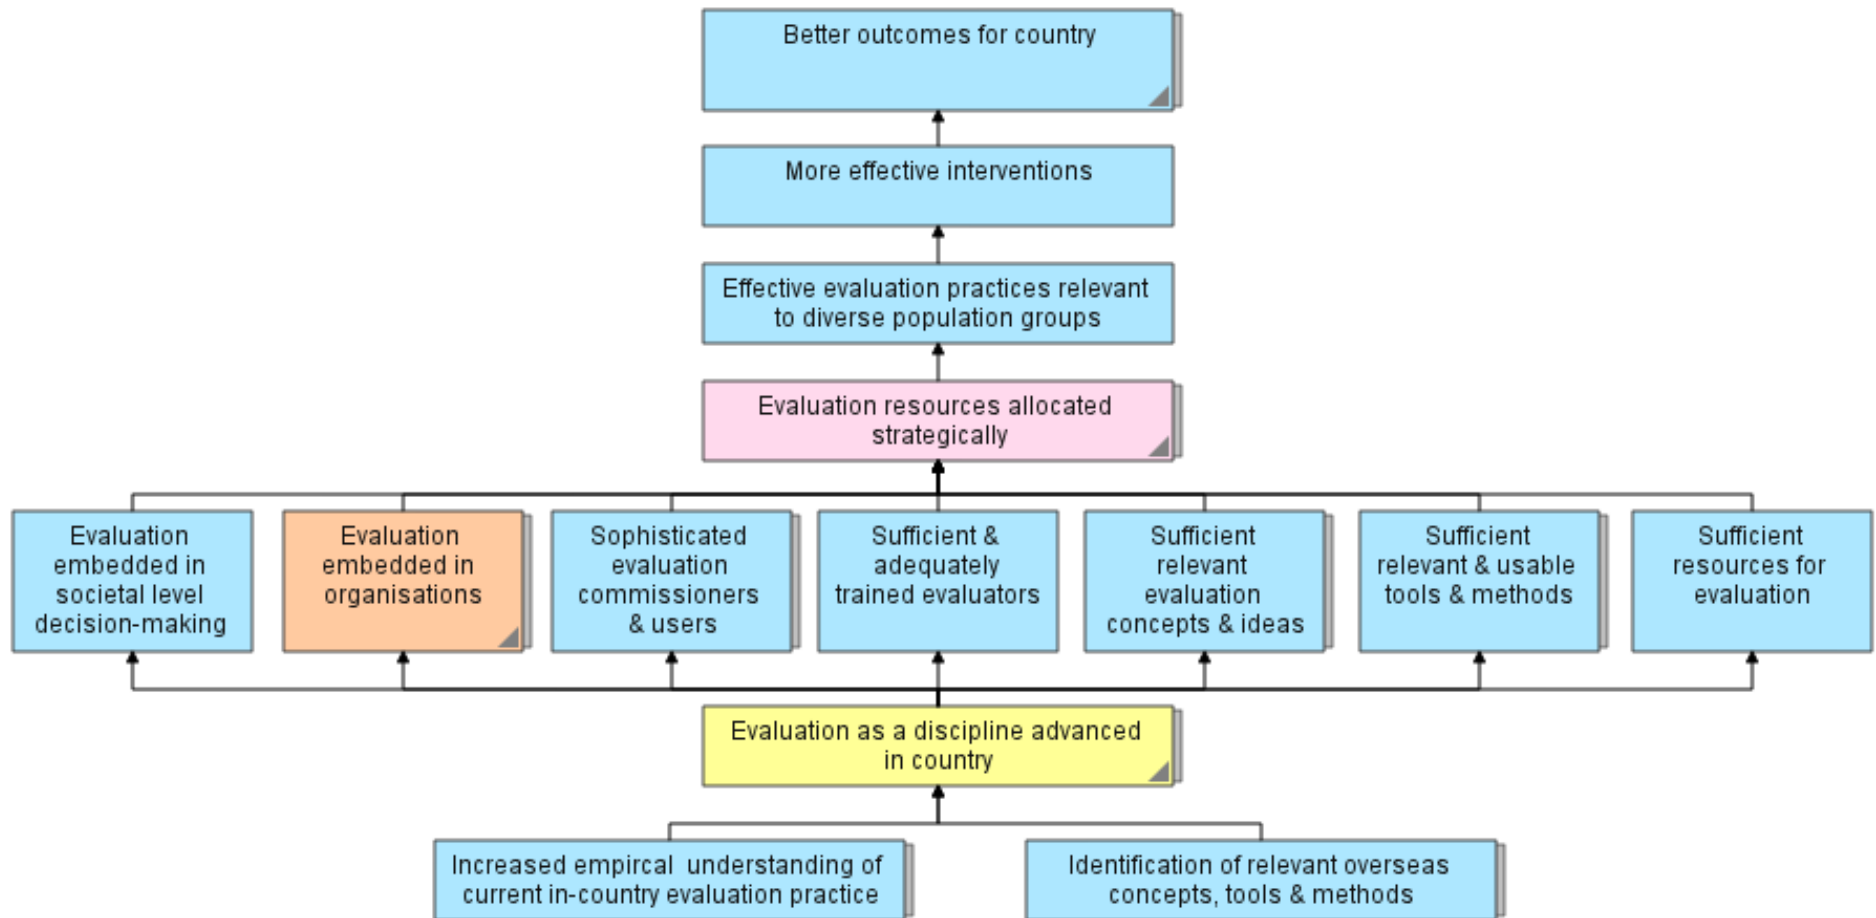 Better outcomes for country
More effective interventions
Effective evaluation practices relevant
to diverse population groups
Evaluation resources allocated
strategically
Evaluation
embedded in
societal level
decision-making
Evaluation
embedded in
organisations
Sophisticated
evaluation
commissioners
& users
Sufficient &
adequately
trained evaluators
Sufficient
relevant
evaluation
concepts & ideas
Sufficient
relevant & usable
tools & methods
Sufficient
resources for
evaluation
Evaluation as a discipline advanced
in country
Increased empircal understanding of
current in-country evaluation practice
Identification of relevant overseas
concepts, tools & methods